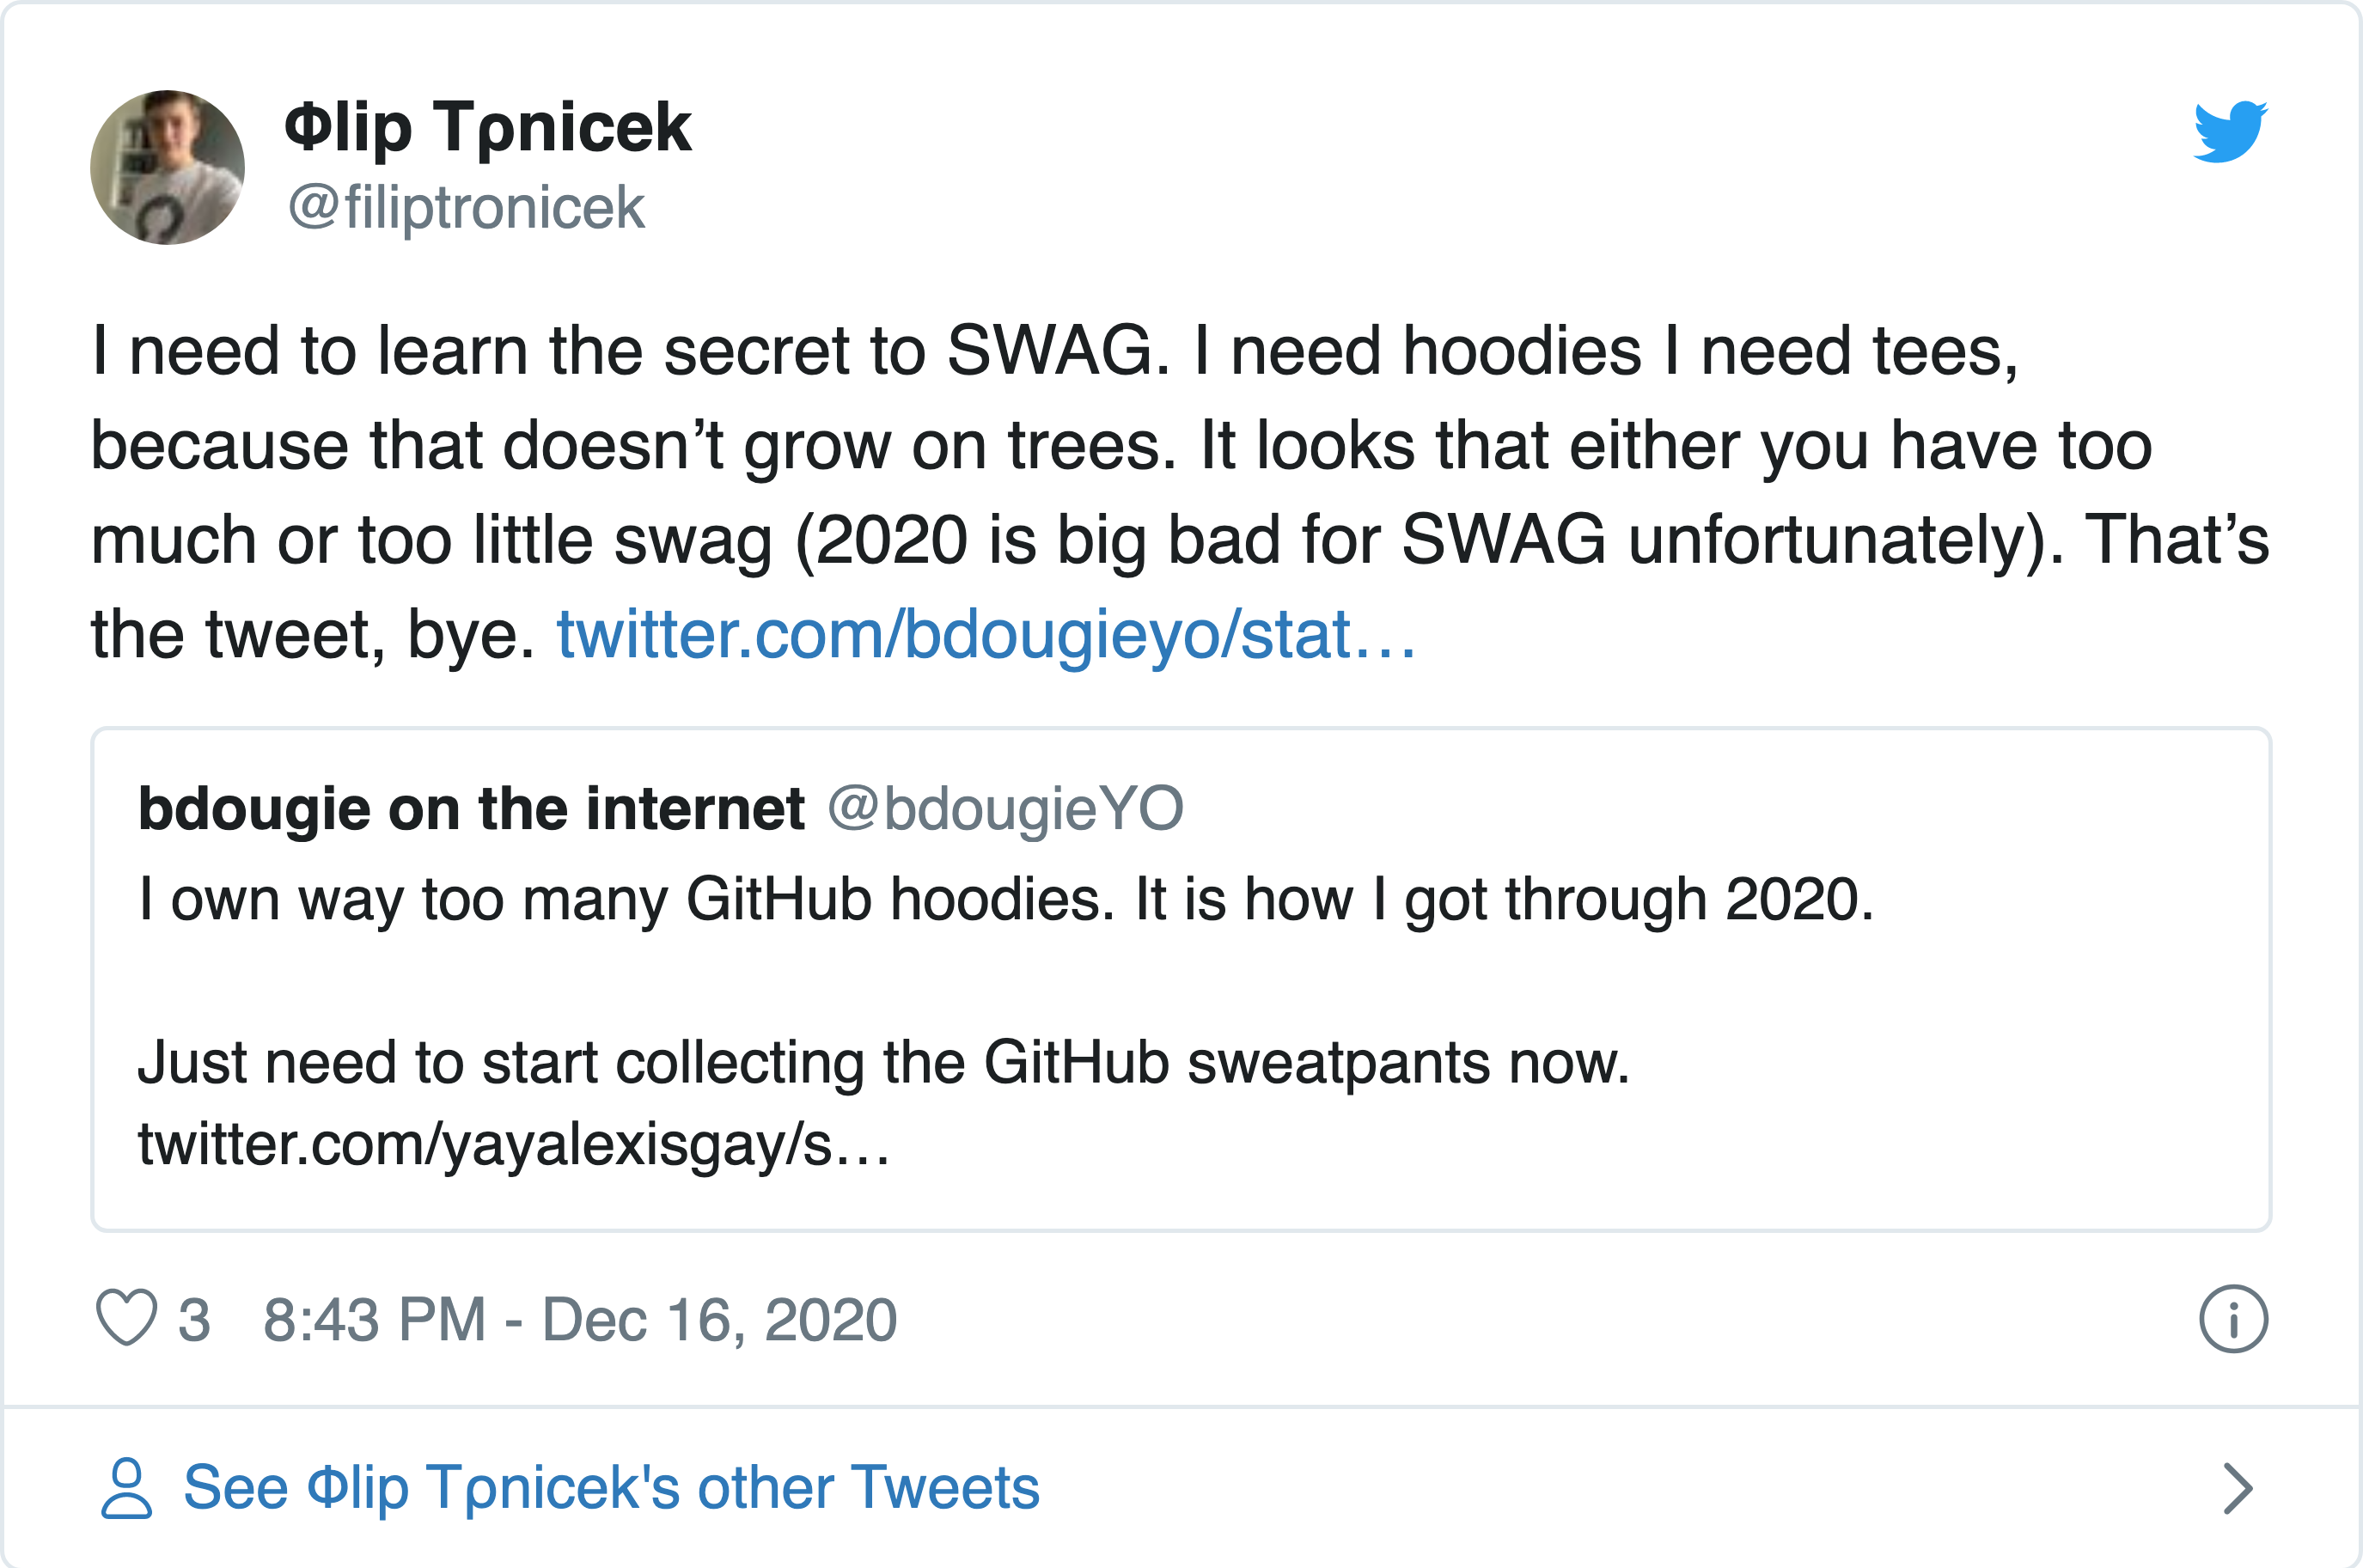 Φlip Tρnicek
@filiptronicek
I need to learn the secret to SWAG. I need hoodies I need tees,
because that doesn’t grow on trees. It looks that either you have too
much or too little swag (2020 is big bad for SWAG unfortunately). That’s
the tweet, bye. twitter.com/bdougieyo/stat…
bdougie on the internet @bdougieYO
I own way too many GitHub hoodies. It is how I got through 2020.
Just need to start collecting the GitHub sweatpants now.
twitter.com/yayalexisgay/s…
3 8:43 PM - Dec 16, 2020
See Φlip Tρnicek's other Tweets